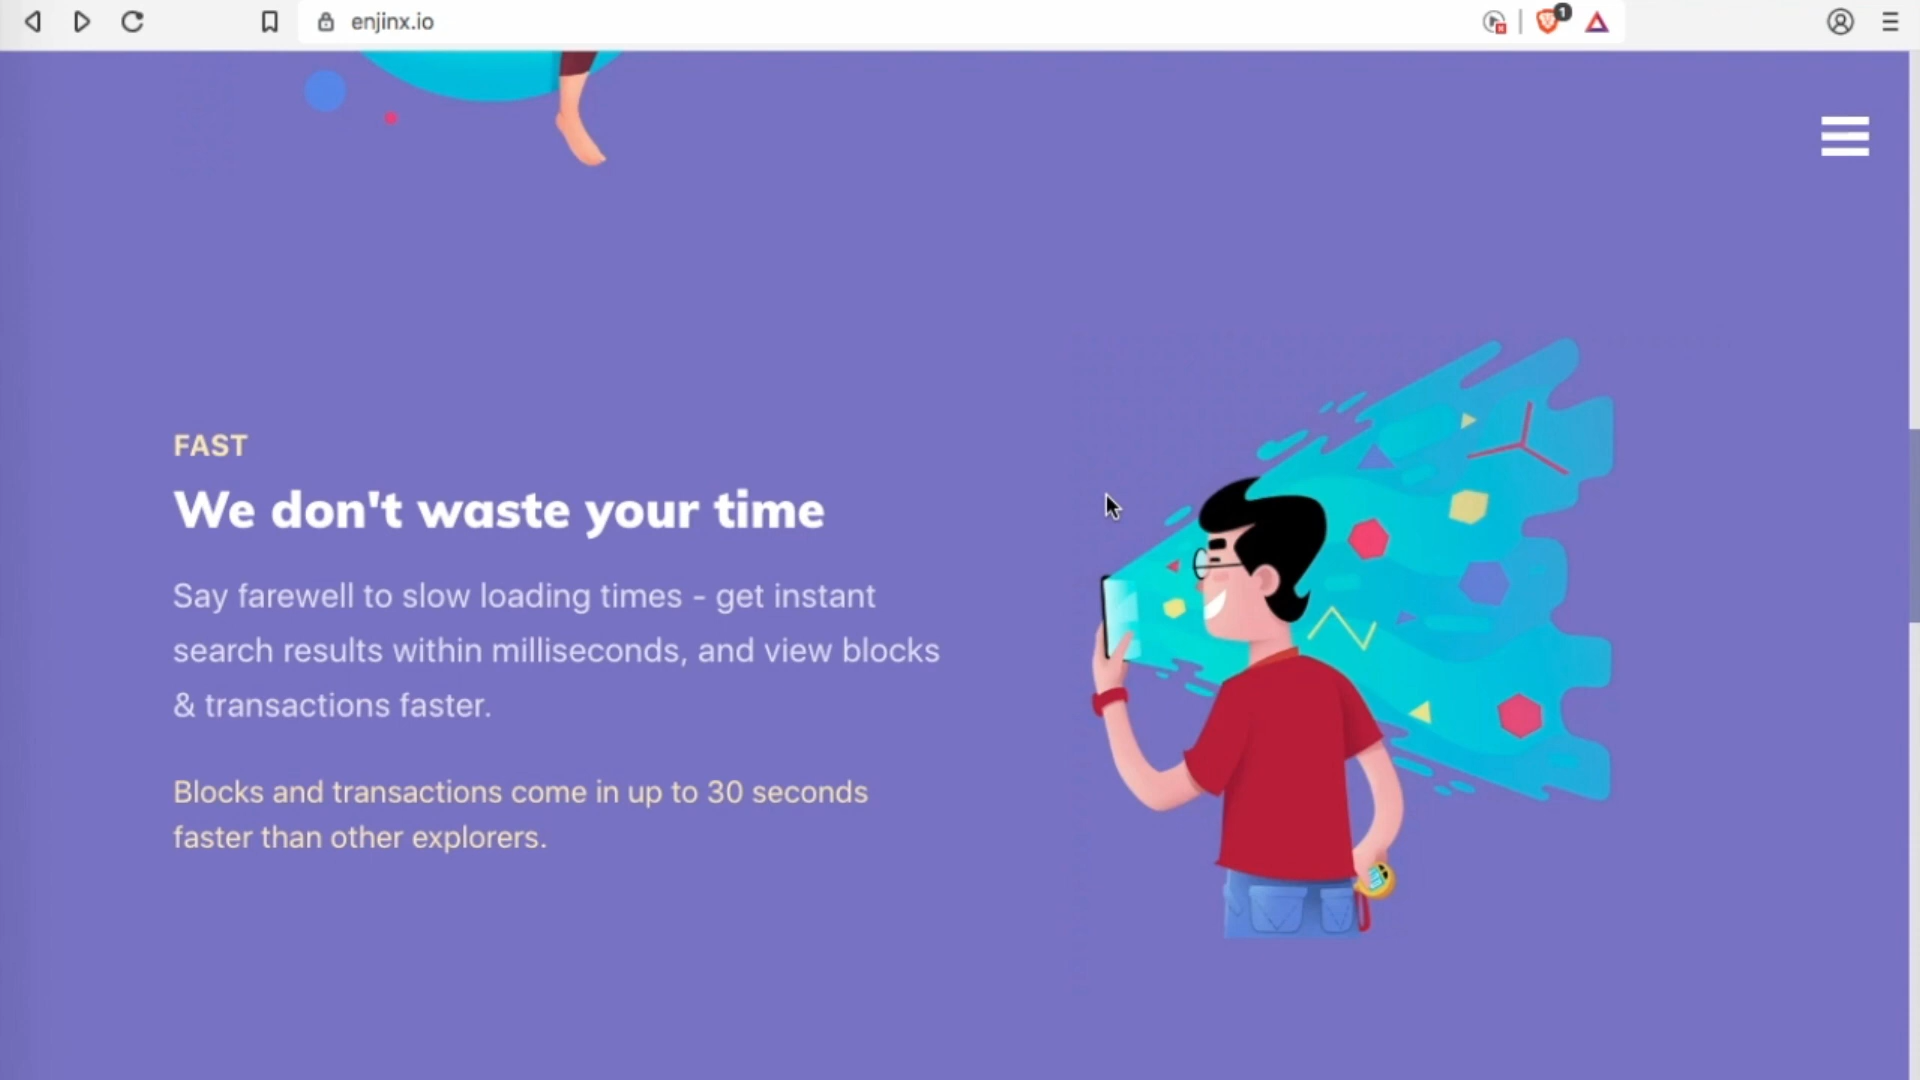 enjinx.io
1
FAST
We don't waste your time
Say farewell to slow loading times - get instant
search results within milliseconds, and view blocks
& transactions faster.
Blocks and transactions come in up to 30 seconds
faster than other explorers.